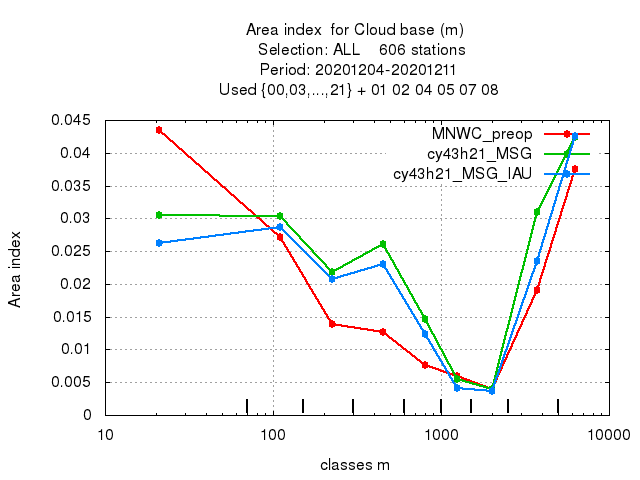 Area index  for Cloud base (m)
Selection: ALL    606 stations
Period: 20201204-20201211
Used {00,03,...,21} + 01 02 04 05 07 08
MNWC_preop
cy43h21_MSG
cy43h21_MSG_IAU
0.045
0.04
0.035
0.03
0.025
0.02
0.015
0.01
0.005
0
Area index
10
100
1000
10000
classes m